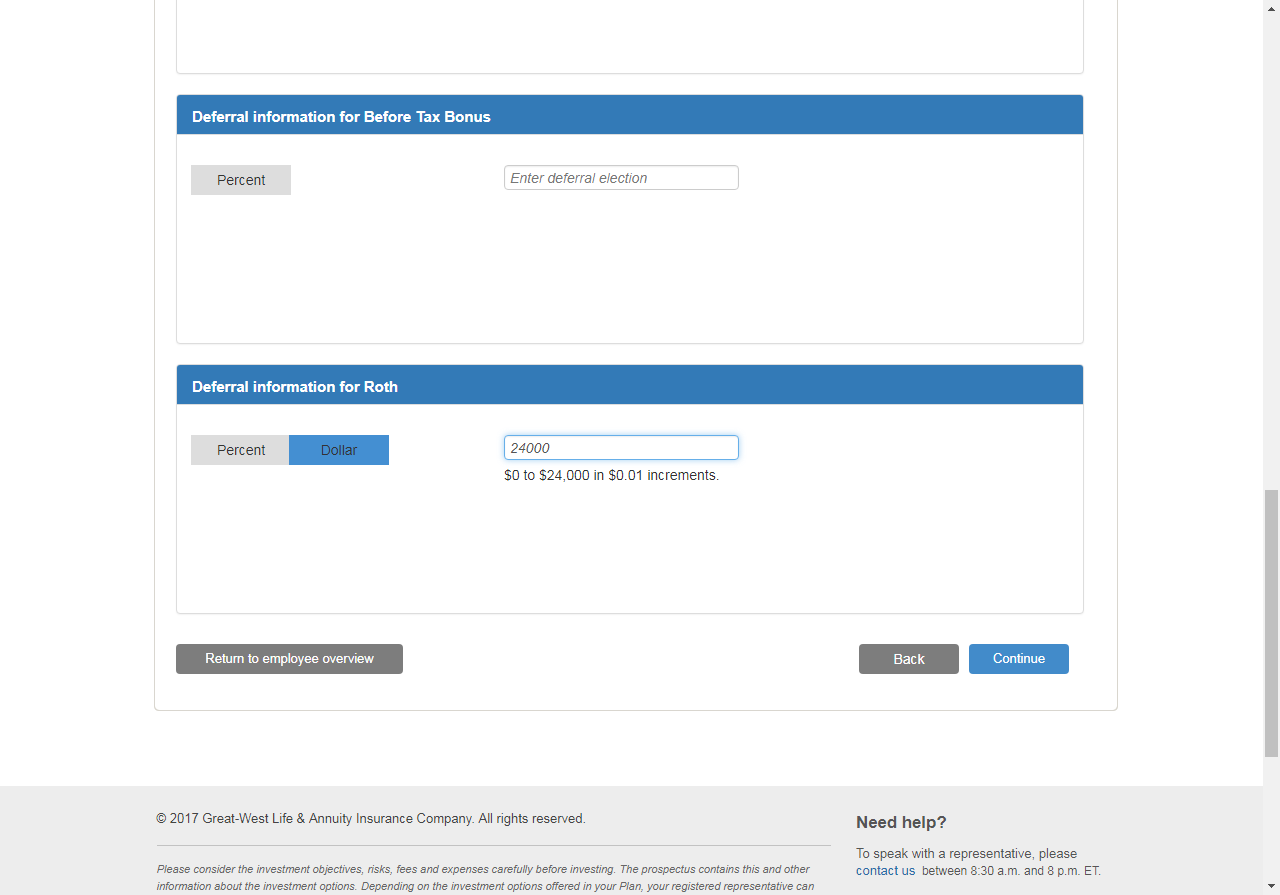 Deferral information for Before Tax Bonus
Percent
Enter deferral election
Deferral information for Roth
Percent
Dollar
24000
$0 to $24,000 in $0.01 increments.
Return to employee overview
Back
Continue
© 2017 Great-West Life & Annuity Insurance Company. All rights reserved.
Need help?
To speak with a representative, please
contact us between 8:30 a.m. and 8 p.m. ET.
Please consider the investment objectives, risks, fees and expenses carefully before investing. The prospectus contains this and other
information about the investment options. Depending on the investment options offered in your Plan, your registered representative can